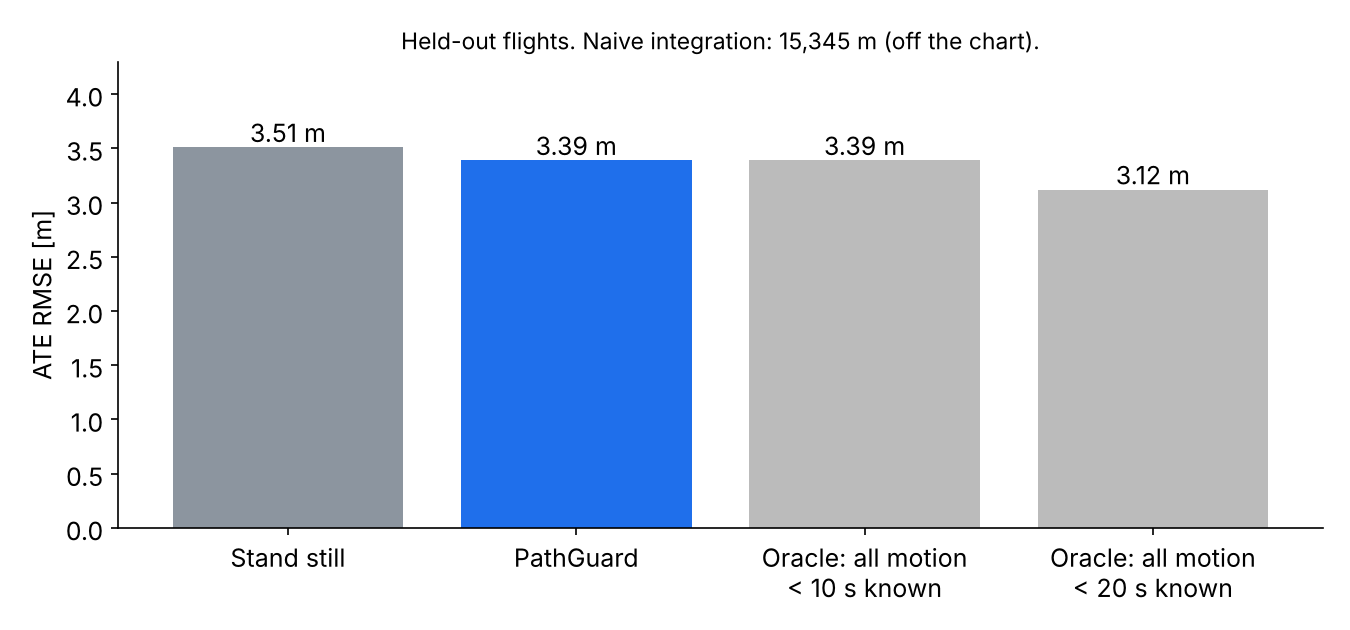 Held-out flights. Naive integration: 15,345 m (off the chart).
ATE RMSE [m]
4.0
3.5
3.0
2.5
2.0
1.5
1.0
0.5
0.0
3.51 m
3.39 m
3.39 m
3.12 m
Stand still
PathGuard
Oracle: all motion
< 10 s known
Oracle: all motion
< 20 s known